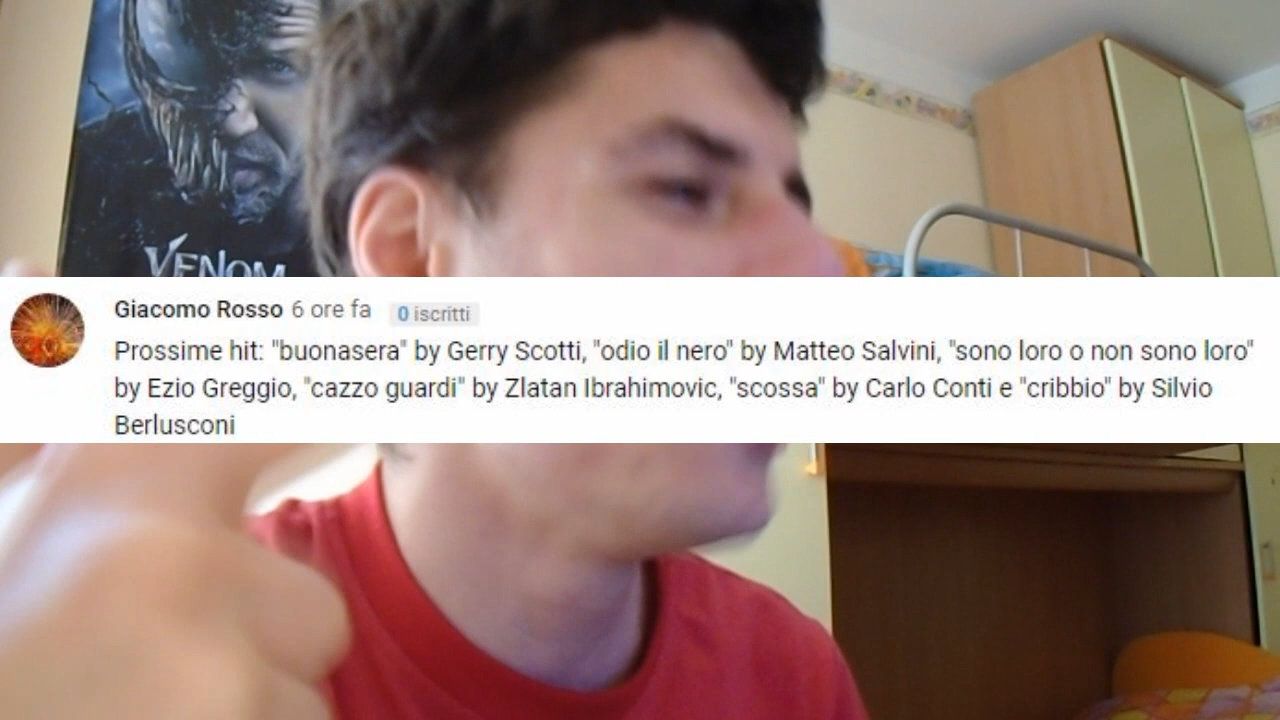 VENOM
Giacomo Rosso 6 ore fa 0 iscritti
Prossime hit: "buonasera" by Gerry Scotti, "odio il nero" by Matteo Salvini, "sono loro o non sono loro"
by Ezio Greggio, "cazzo guardi" by Zlatan Ibrahimovic, "scossa" by Carlo Conti e "cribbio" by Silvio
Berlusconi